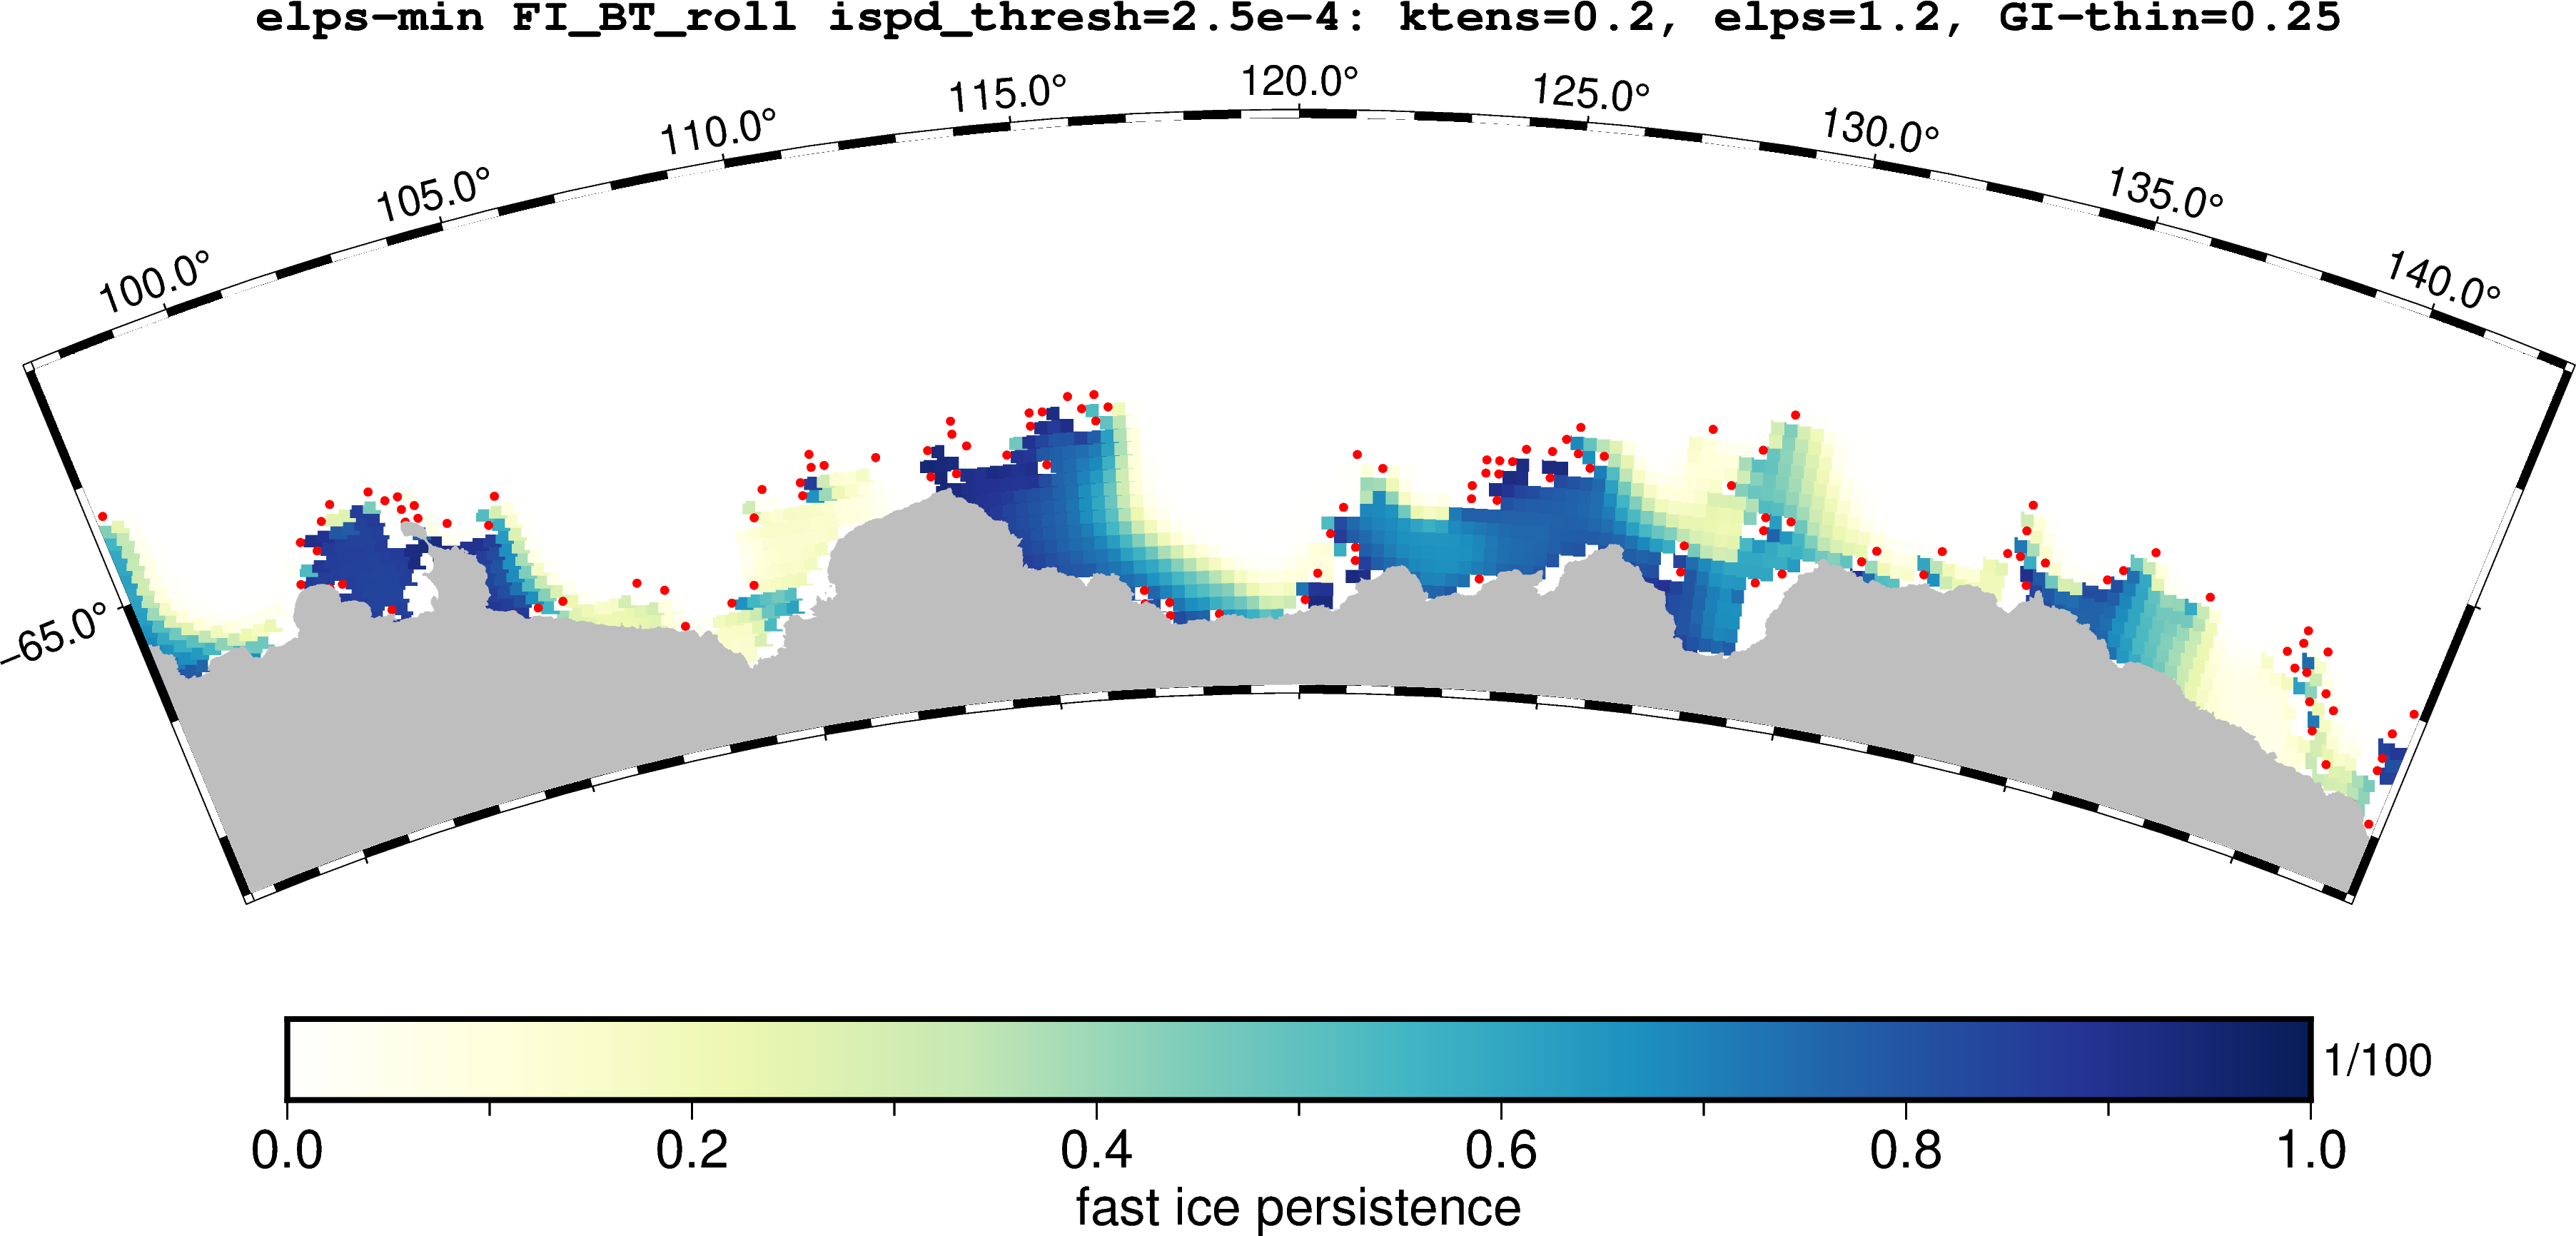 elps-min FI_BT_roll ispd_thresh=2.5e-4: ktens=0.2, elps=1.2, GI-thin=0.25
100.0° 105.0° 110.0° 115.0° 120.0° 125.0° 130.0° 135.0° 140.0°
-65.0°
1/100
0.0 0.2 0.4 0.6 0.8 1.0
fast ice persistence